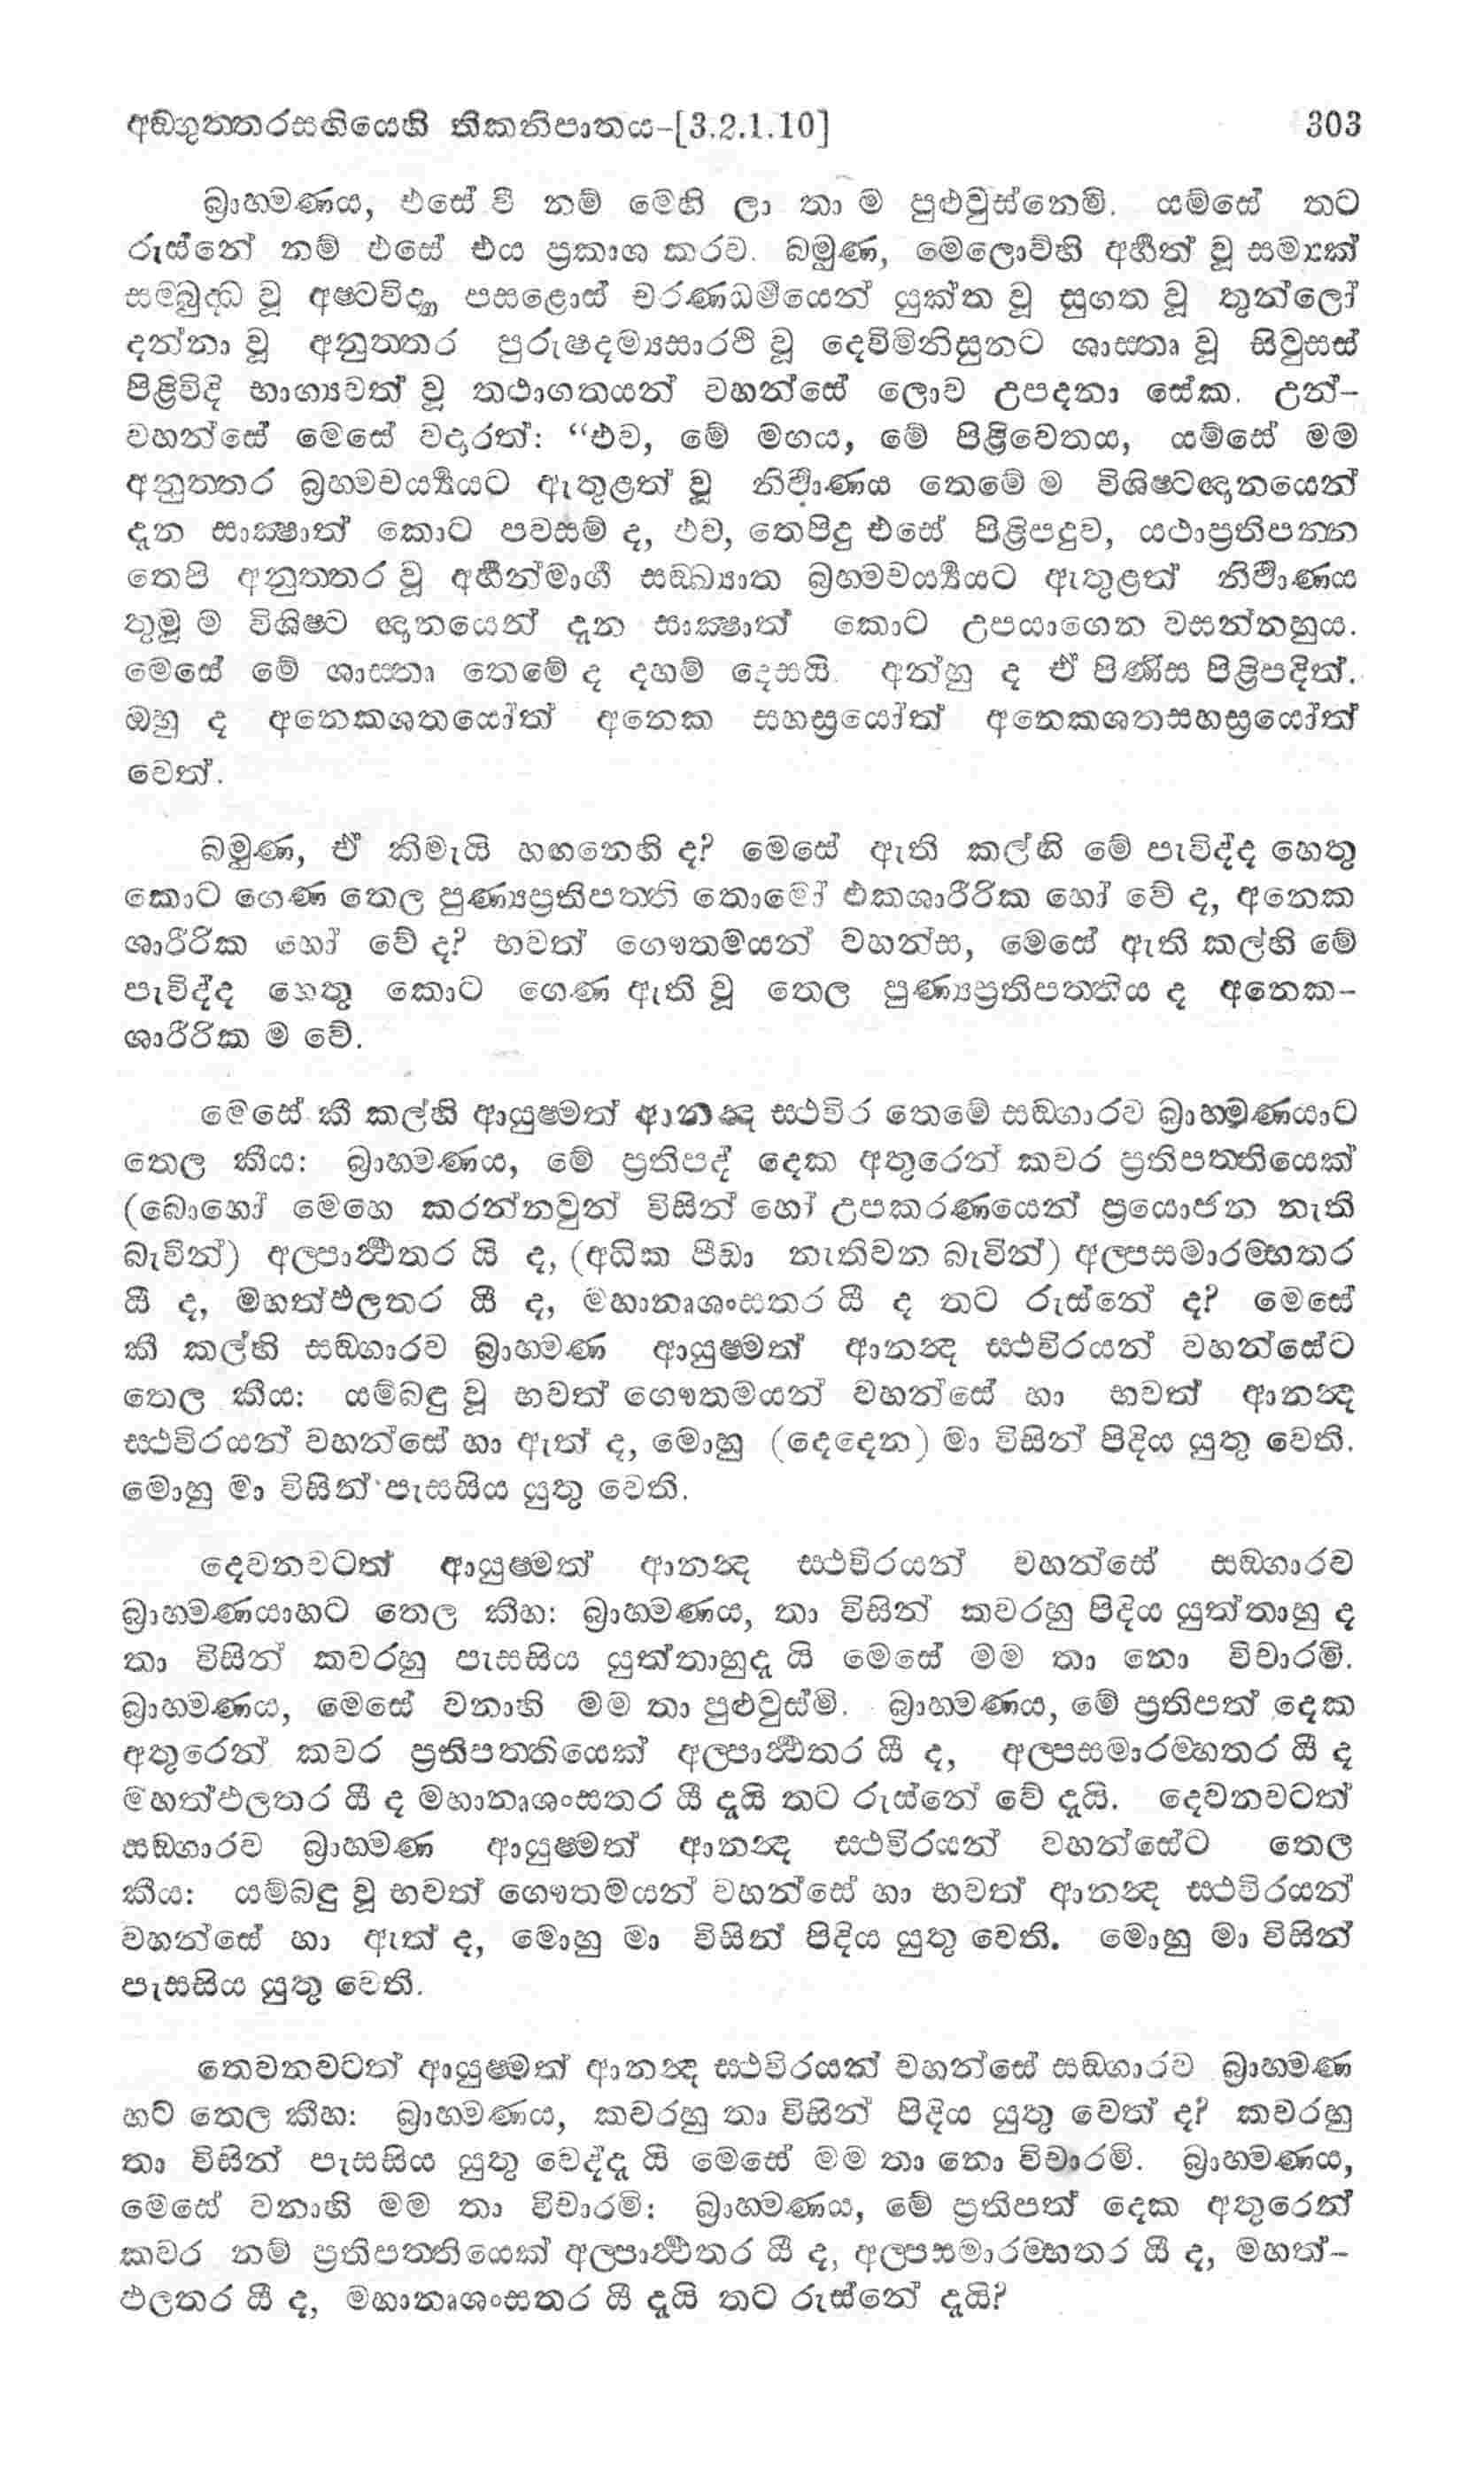 අඞ්ගුත්තරසඟියෙහි තිකනිපාතය-[3.2.1.10] 303
බ්‍රාහ්මණය, එසේ වී නම් මෙහි ලා තා ම පුළුවුස්නෙමි. යම්සේ තට
රුස්නේ නම් එසේ එය ප්‍රකාශ කරව. බමුණ, මෙලොව්හි අර්හත් වූ සම්‍යක්
සම්බුද්ධ වූ අෂ්ටවිද්‍යා පසළොස් චරණධර්මයෙන් යුක්ත වූ සුගත වූ තුන්ලෝ
දන්නා වූ අනුත්තර පුරුෂදම්‍යසාරථි වූ දෙව්මිනිසුනට ශාස්තෘ වූ සිවුසස්
පිළිවිදි භාග්‍යවත් වූ තථාගතයන් වහන්සේ ලොව උපදනා සේක. උන්-
වහන්සේ මෙසේ වදාරත්: “එව, මේ මඟය, මේ පිළිවෙතය, යම්සේ මම
අනුත්තර බ්‍රහ්මචර්‍ය්‍යයට ඇතුළත් වූ නිර්‍වාණය තෙමේ ම විශිෂ්ටඥානයෙන්
දැන සාක්ෂාත් කොට පවසම් ද, එව, තෙපිදු එසේ පිළිපදුව, යථාප්‍රතිපන්න
තෙපි අනුත්තර වූ අර්හන්මාර්ග සඞ්ඛ්‍යාත බ්‍රහ්මචර්‍ය්‍යයට ඇතුළත් නිර්‍වාණය
තුමූ ම විශිෂ්ට ඥානයෙන් දැන සාක්ෂාත් කොට උපයාගෙන වසන්නහුය.
මෙසේ මේ ශාස්තෘ තෙමේ ද දහම් දෙසයි. අන්හු ද ඒ පිණිස පිළිපදිත්.
ඔහු ද අනෙකශතයෝත් අනෙක සහස්‍රයෝත් අනෙකශතසහස්‍රයෝත්
වෙත්.
බමුණ, ඒ කිමැයි හඟනෙහි ද? මෙසේ ඇති කල්හි මේ පැවිද්ද හෙතු
කොට ගෙණ තෙල පුණ්‍යප්‍රතිපත්ති තොමෝ එකශාරීරික හෝ වේ ද, අනෙක
ශාරීරික හෝ වේ ද? භවත් ගෞතමයන් වහන්ස, මෙසේ ඇති කල්හි මේ
පැවිද්ද හෙතු කොට ගෙණ ඇති වූ තෙල පුණ්‍යප්‍රතිපත්තිය ද අනෙක-
ශාරීරික ම වේ.
මෙසේ කී කල්හි ආයුෂ්මත් ආනන්ද ස්ථවිර තෙමේ සඞ්ගාරව බ්‍රාහ්මණයාට
තෙල කීය: බ්‍රාහ්මණය, මේ ප්‍රතිපද් දෙක අතුරෙන් කවර ප්‍රතිපත්තියෙක්
(බොහෝ මෙහෙ කරන්නවුන් විසින් හෝ උපකරණයෙන් ප්‍රයොජන නැති
බැවින්) අල්පාර්‍ථතර යි ද, (අධික පීඩා නැතිවන බැවින්) අල්පසමාරම්භතර
යී ද, මහත්ඵලතර යී ද, මහානෘශංසතර යී ද තට රුස්නේ ද? මෙසේ
කී කල්හි සඞ්ගාරව බ්‍රාහ්මණ ආයුෂ්මත් ආනන්ද ස්ථවිරයන් වහන්සේට
තෙල කීය: යම්බඳු වූ භවත් ගෞතමයන් වහන්සේ හා භවත් ආනන්ද
ස්ථවිරයන් වහන්සේ හා ඇත් ද, මොහු (දෙදෙන) මා විසින් පිදිය යුතු වෙති.
මොහු මා විසින් පැසසිය යුතු වෙති.
දෙවනවටත් ආයුෂ්මත් ආනන්ද ස්ථවිරයන් වහන්සේ සඞ්ගාරව
බ්‍රාහ්මණයාහට තෙල කීහ: බ්‍රාහ්මණය, තා විසින් කවරහු පිදිය යුත්තාහු ද
තා විසින් කවරහු පැසසිය යුත්තාහුදැ යි මෙසේ මම තා නො විචාරමි.
බ්‍රාහ්මණය, මෙසේ වනාහි මම තා පුළුවුස්මි. බ්‍රාහ්මණය, මේ ප්‍රතිපත් දෙක
අතුරෙන් කවර ප්‍රතිපත්තියෙක් අල්පාර්‍ථතර යී ද, අල්පසමාරම්භතර යී ද
මහත්ඵලතර යී ද මහානෘශංසතර යී දැයි තට රුස්නේ වේ දැයි. දෙවනවටත්
සඞ්ගාරව බ්‍රාහ්මණ ආයුෂ්මත් ආනන්ද ස්ථවිරයන් වහන්සේට තෙල
කීය: යම්බඳු වූ භවත් ගෞතමයන් වහන්සේ හා භවත් ආනන්ද ස්ථවිරයන්
වහන්සේ හා ඇත් ද, මොහු මා විසින් පිදිය යුතු වෙති. මොහු මා විසින්
පැසසිය යුතු වෙති.
තෙවනවටත් ආයුෂ්මත් ආනන්ද ස්ථවිරයන් වහන්සේ සඞ්ගාරව බ්‍රාහ්මණ
හට තෙල කීහ: බ්‍රාහ්මණය, කවරහු තා විසින් පිදිය යුතු වෙත් ද? කවරහු
තා විසින් පැසසිය යුතු වෙද්දැ යි මෙසේ මම තා නො විචාරමි. බ්‍රාහ්මණය,
මෙසේ වනාහි මම තා විචාරමි: බ්‍රාහ්මණය, මේ ප්‍රතිපත් දෙක අතුරෙන්
කවර නම් ප්‍රතිපත්තියෙක් අල්පාර්‍ථතර යී ද, අල්පසමාරම්භතර යී ද, මහත්-
ඵලතර යී ද, මහානෘශංසතර යී දැයි තට රුස්නේ දැයි?